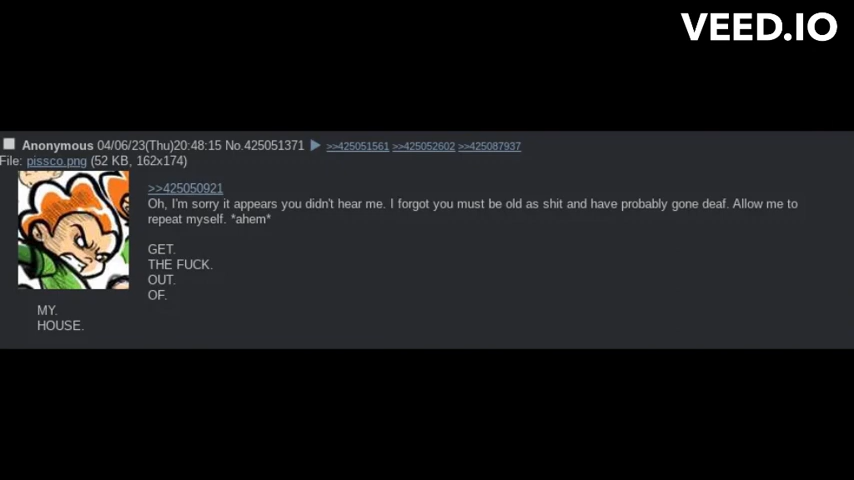 VEED.IO
Anonymous 04/06/23(Thu)20:48:15 No.425051371 ▶ >>425051561 >>425052602 >>425087937
File: pissco.png (52 KB, 162x174)
>>425050921
Oh, I'm sorry it appears you didn't hear me. I forgot you must be old as shit and have probably gone deaf. Allow me to
repeat myself. *ahem*
GET.
THE FUCK.
OUT.
OF.
MY.
HOUSE.